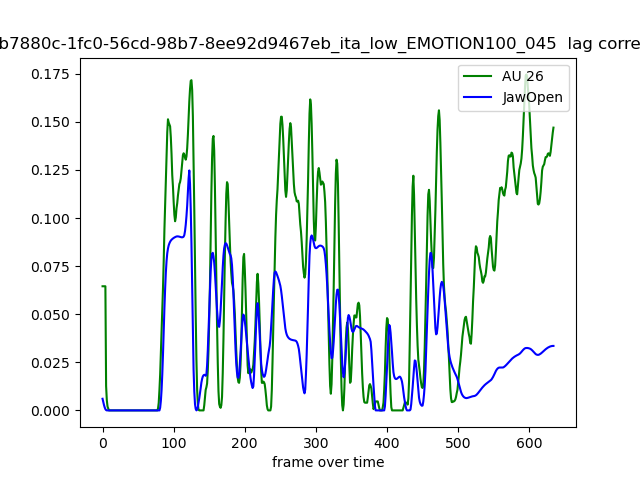 b7880c-1fc0-56cd-98b7-8ee92d9467eb_ita_low_EMOTION100_045 lag corre
AU 26
JawOpen
0.175
0.150
0.125
0.100
0.075
0.050
0.025
0.000
0 100 200 300 400 500 600
frame over time